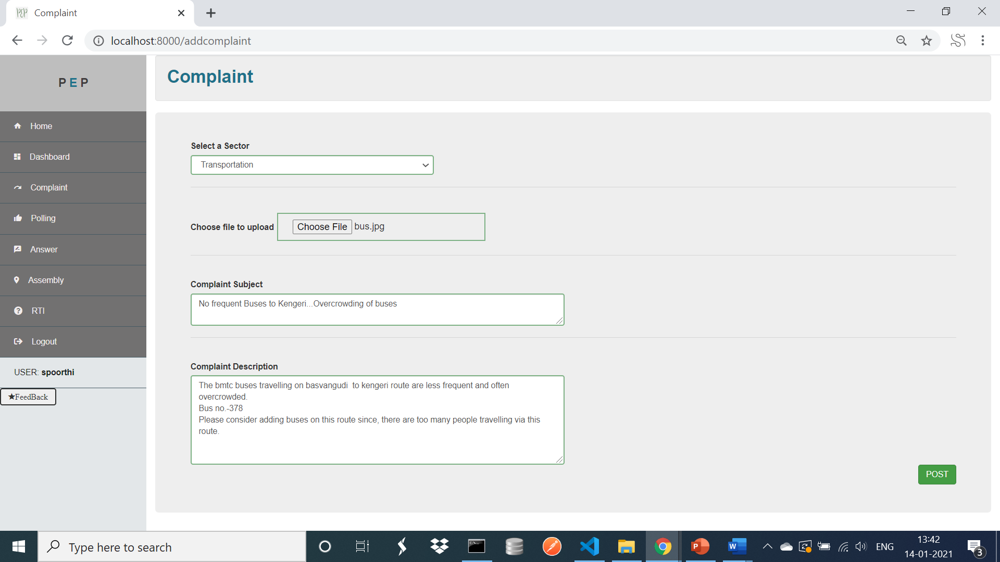 Complaint
localhost:8000/addcomplaint
P E P
Complaint
Home
Dashboard
Complaint
Polling
Answer
Assembly
RTI
Logout
USER: spoorthi
★FeedBack
Select a Sector
Transportation
Choose file to upload
Choose File bus.jpg
Complaint Subject
No frequent Buses to Kengeri...Overcrowding of buses
Complaint Description
The bmtc buses travelling on basvangudi  to kengeri route are less frequent and often
overcrowded.
Bus no.-378
Please consider adding buses on this route since, there are too many people travelling via this
route.
POST
Type here to search
ENG
13:42
14-01-2021
3